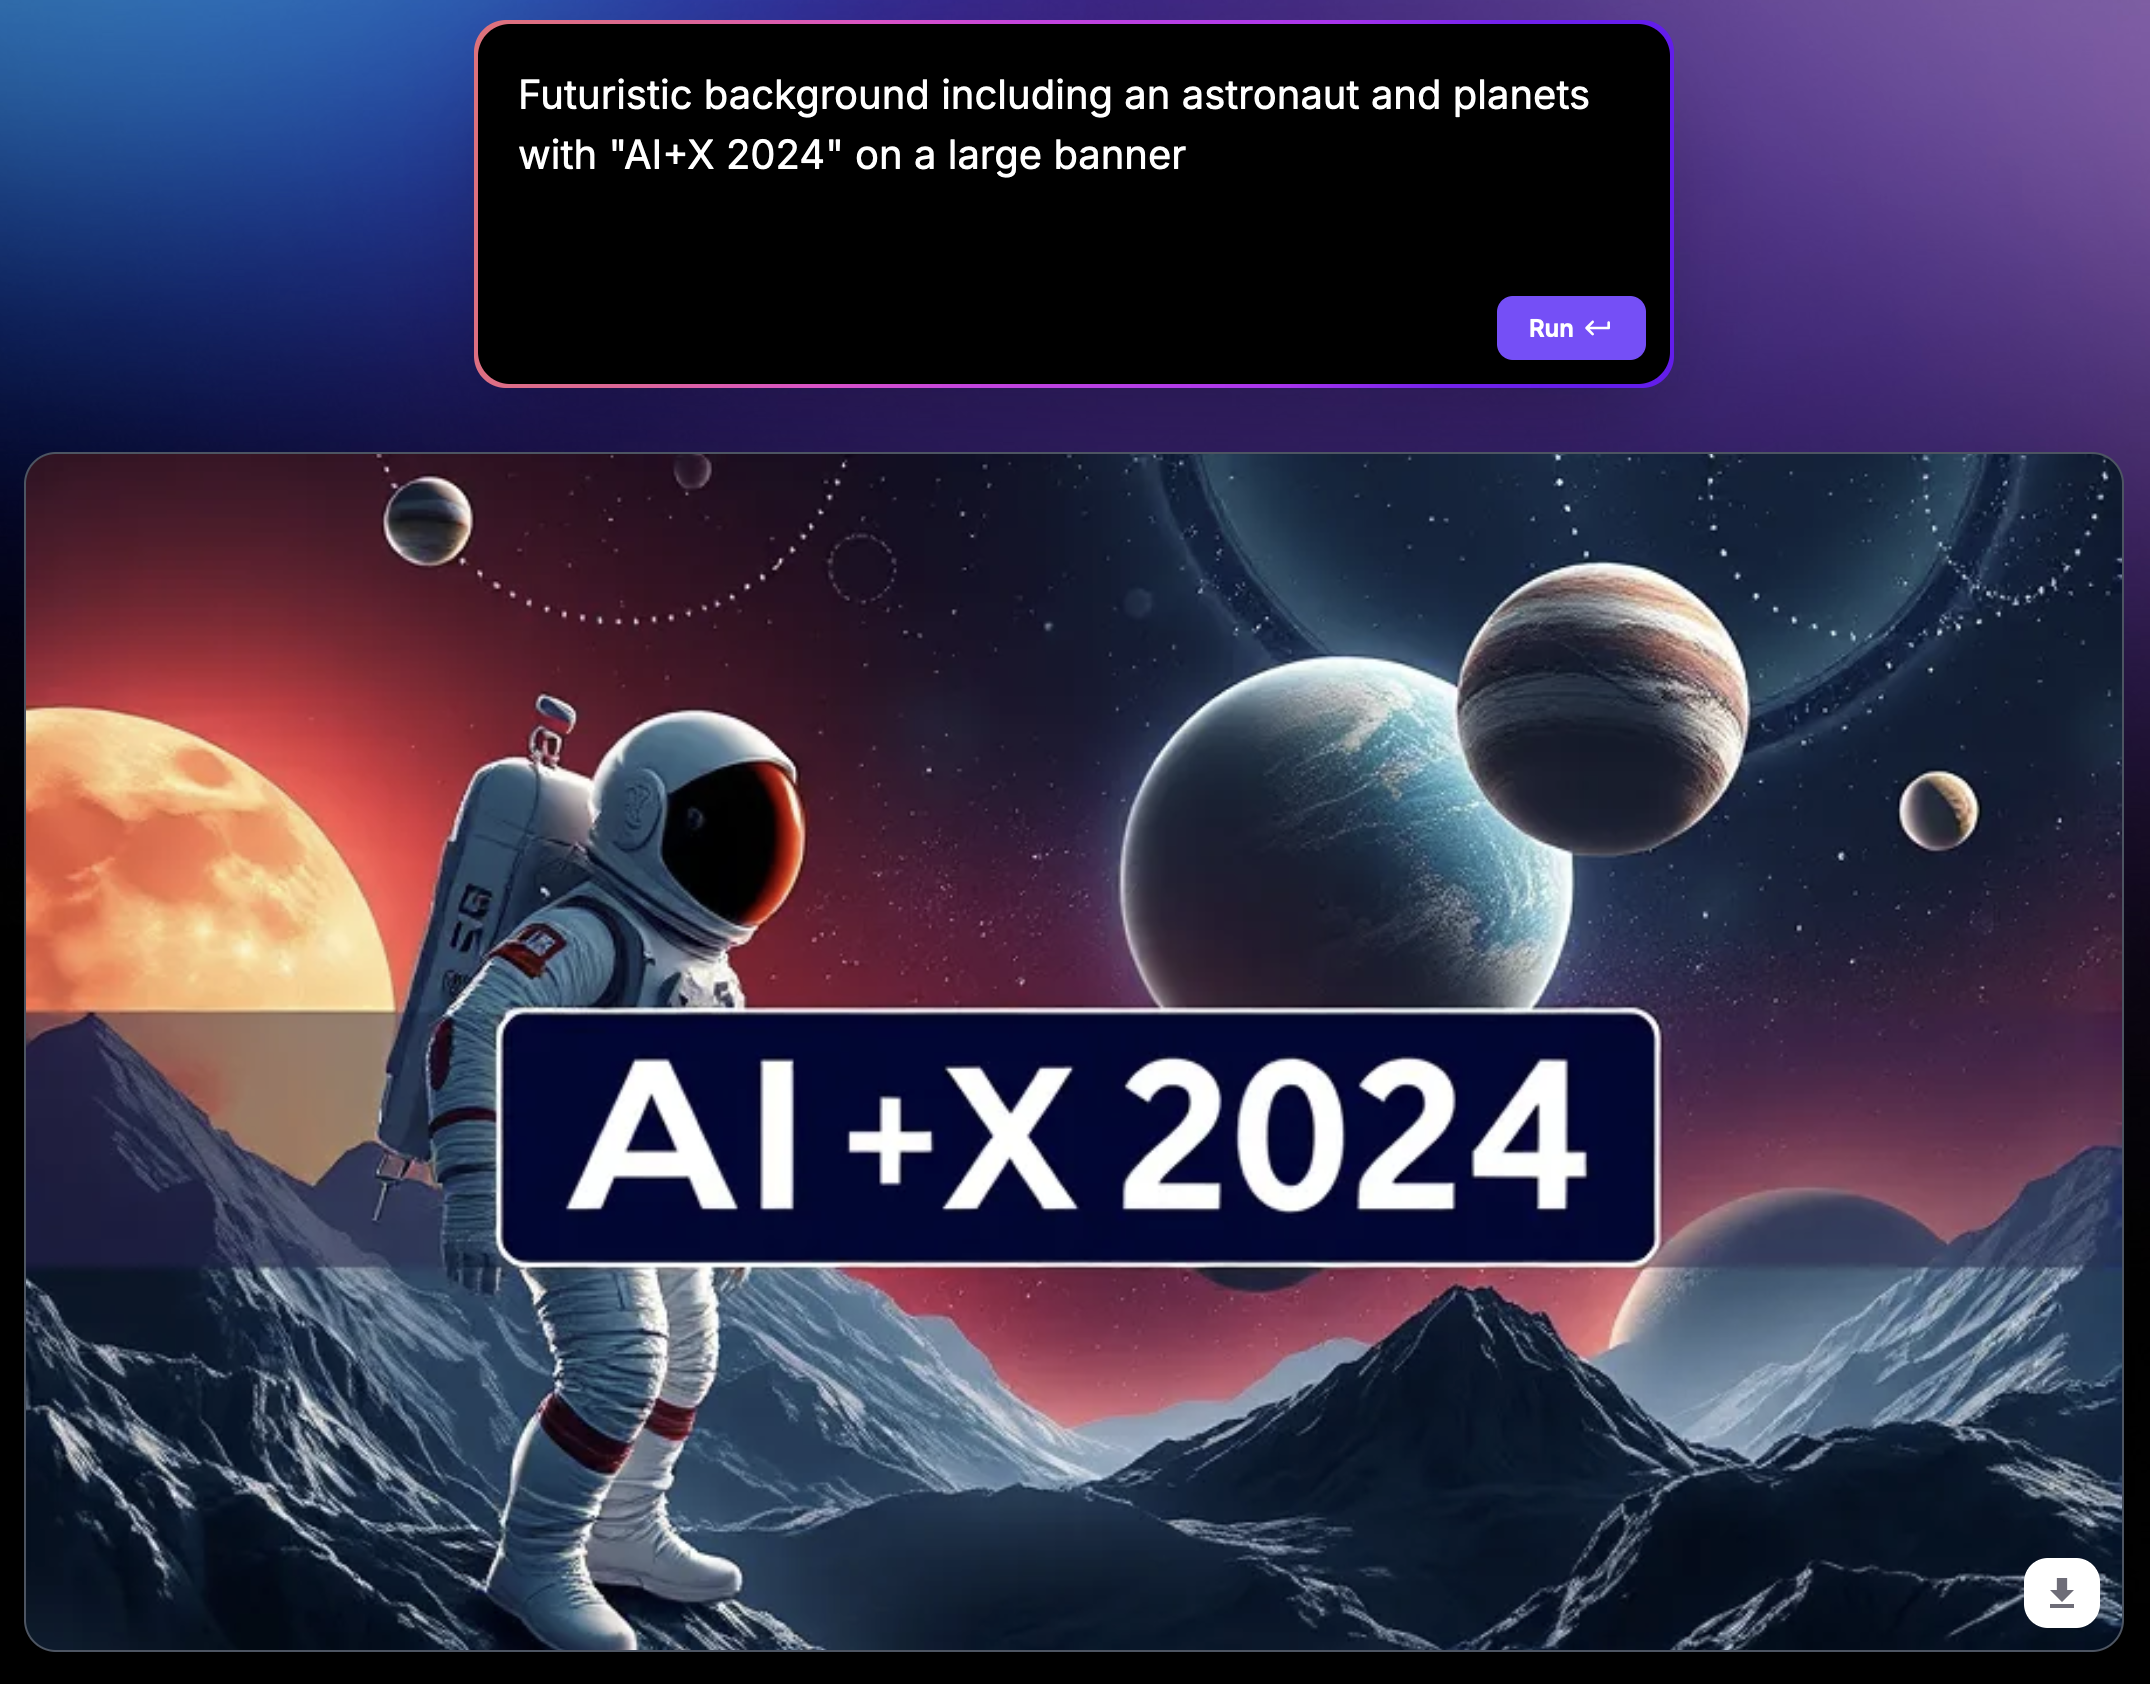 Futuristic background including an astronaut and planets
with "AI+X 2024" on a large banner
Run
AI +X 2024